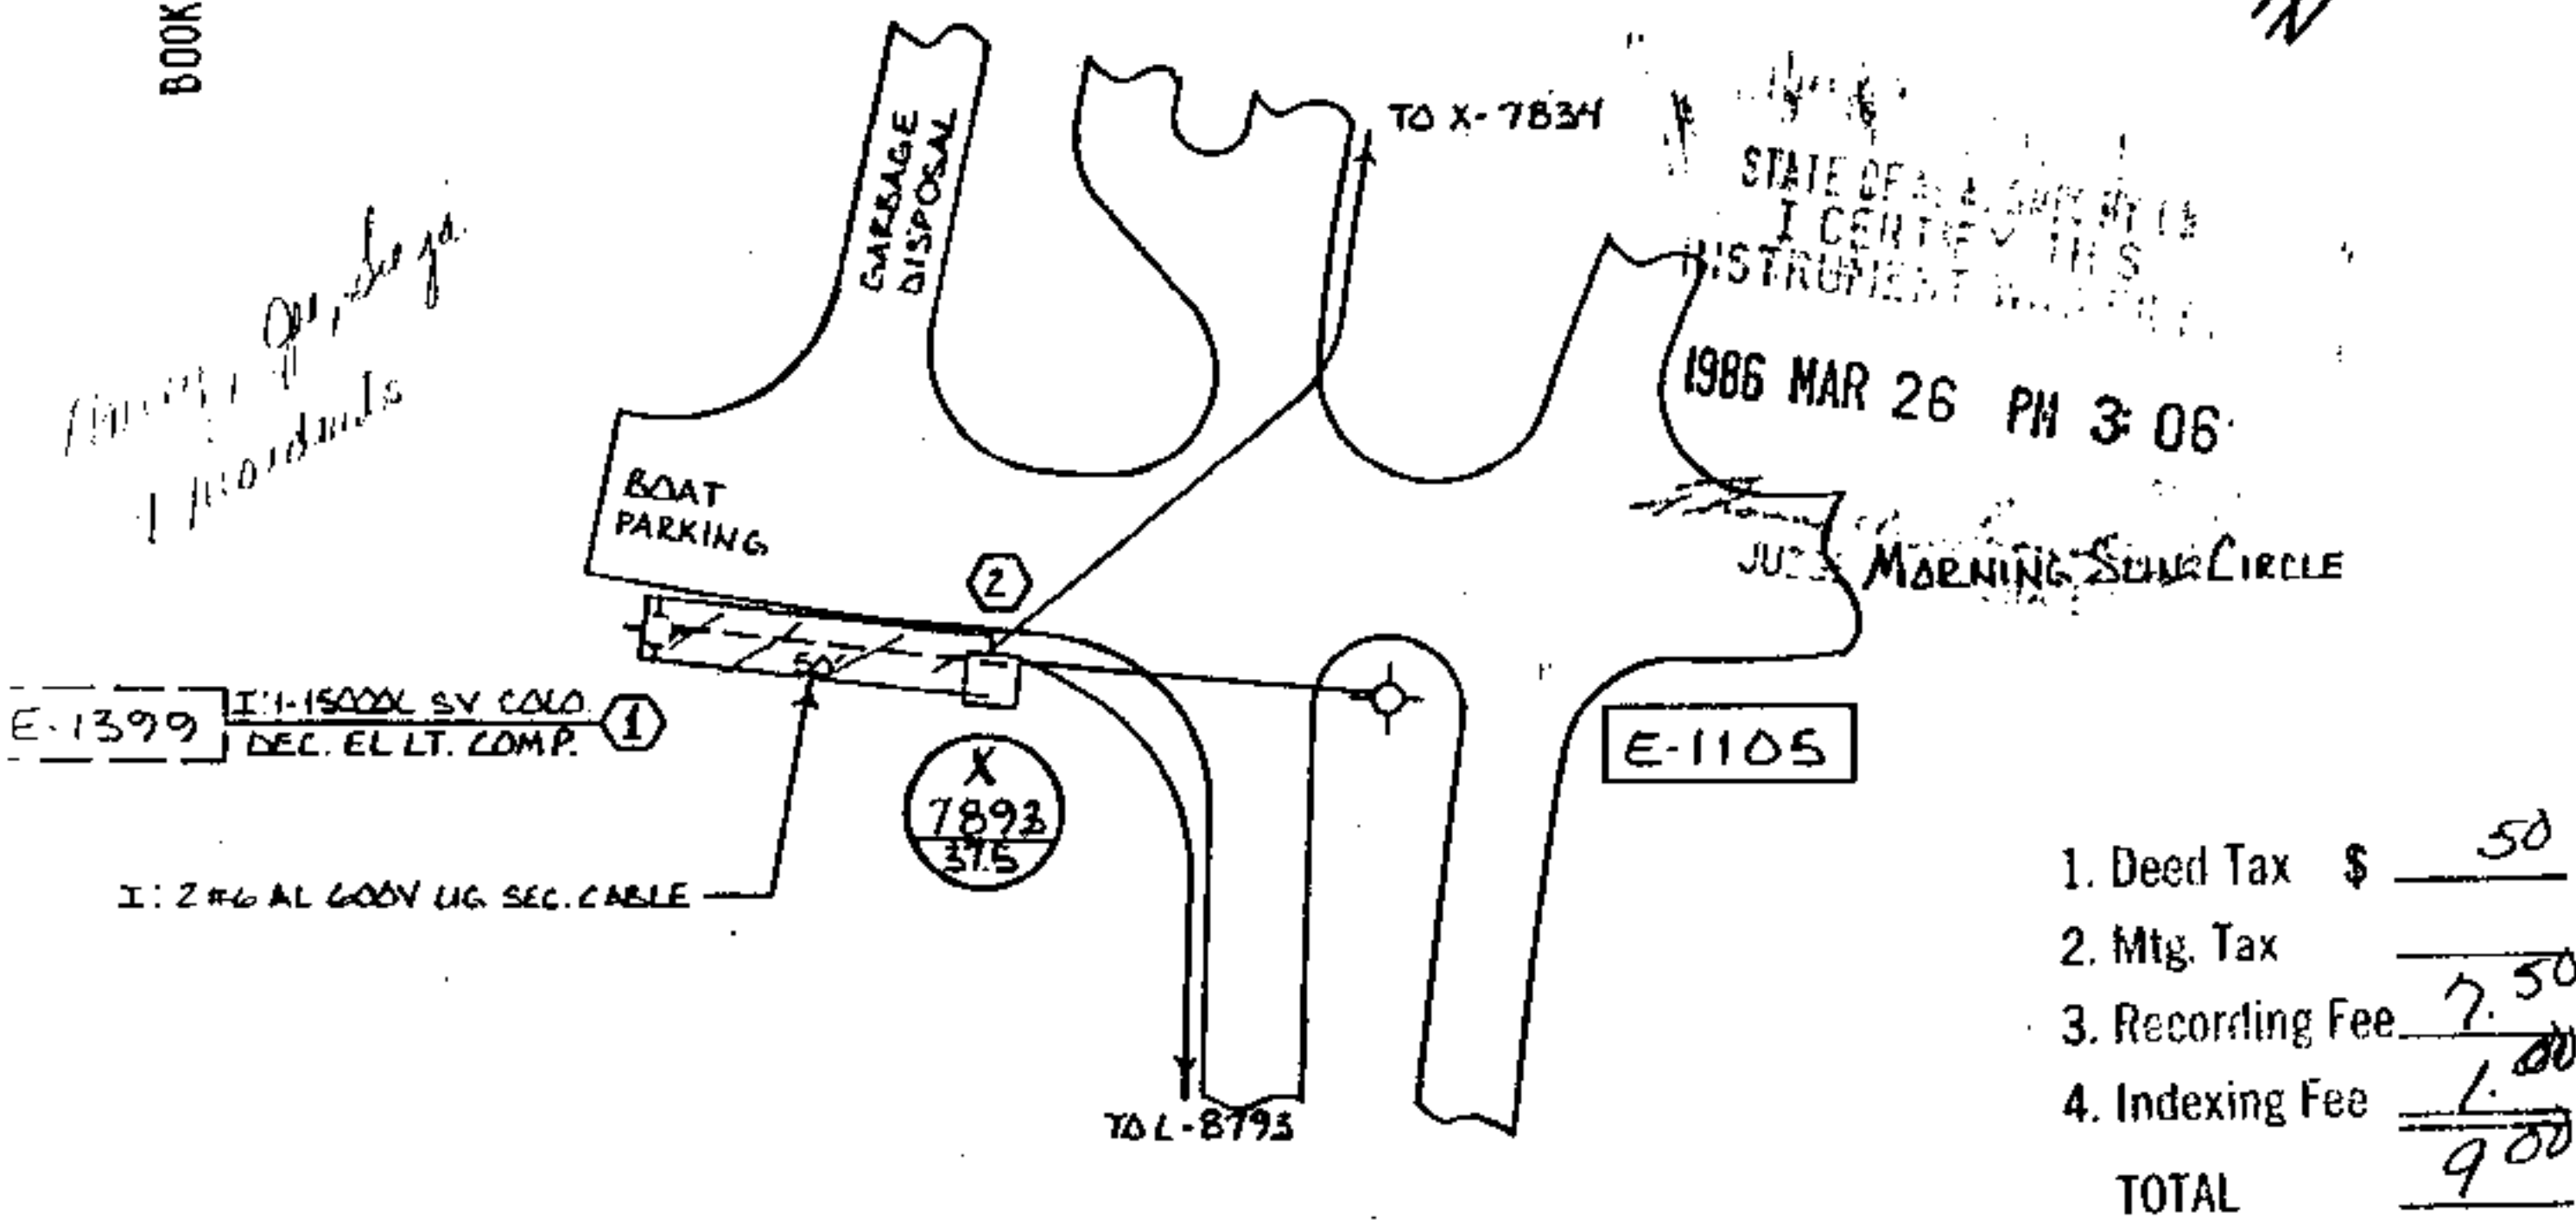 BOOK
TO X-7834
GARBAGE
DISPOSAL
STATE OF ALA.
I CERTIFY THIS
INSTRUMENT
1986 MAR 26 PM 3:06
BOAT
PARKING
2
MORNING SUN CIRCLE
50'
E-1399
I:1-15000L SV COLO.
DEC. EL LT. COMP.
1
E-1105
X
7893
37.5
I: 2 #6 AL 600V UG SEC. CABLE
TO L-8793
1. Deed Tax $ 50
2. Mtg. Tax
3. Recording Fee 7.50
4. Indexing Fee 1.00
TOTAL 9 00